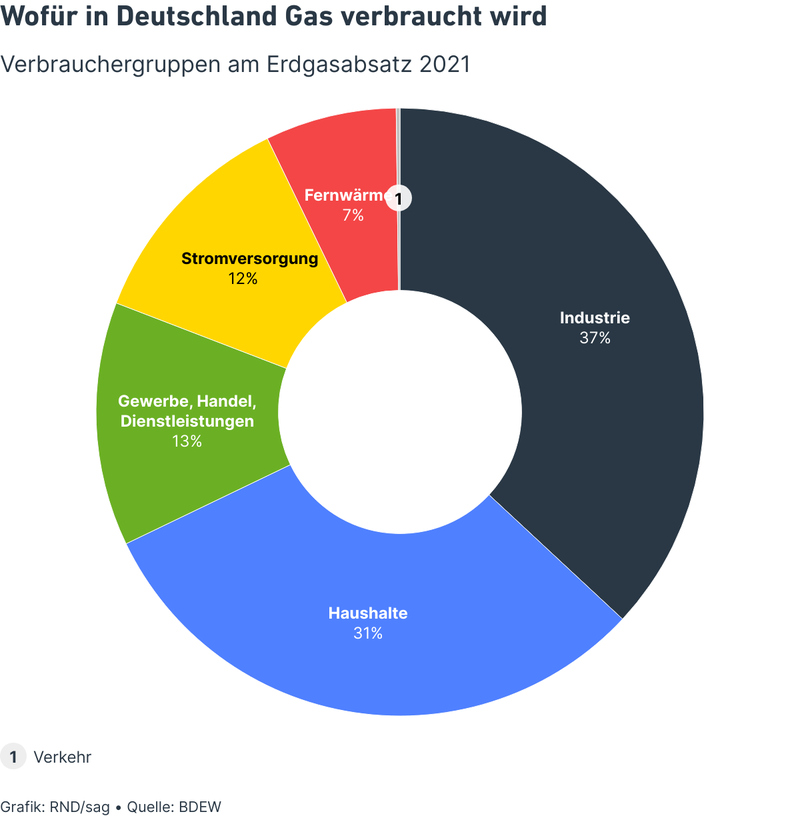 Wofür in Deutschland Gas verbraucht wird
Verbrauchergruppen am Erdgasabsatz 2021
Fernwärme
7%
1
Stromversorgung
12%
Industrie
37%
Gewerbe, Handel,
Dienstleistungen
13%
Haushalte
31%
1 Verkehr
Grafik: RND/sag • Quelle: BDEW